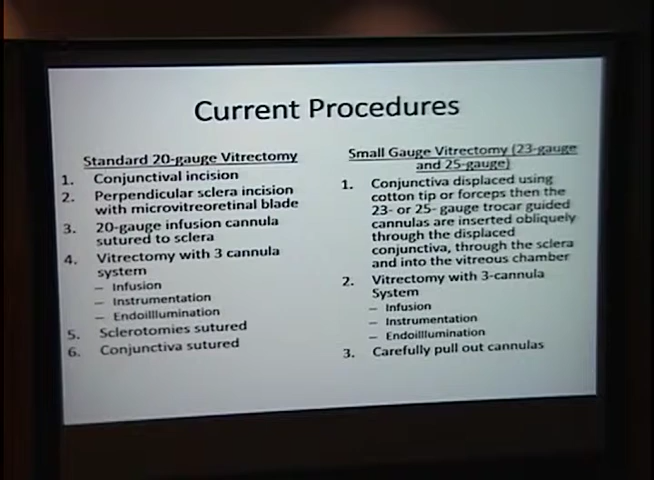 Current Procedures
Standard 20-gauge Vitrectomy
1. Conjunctival incision
2. Perpendicular sclera incision
with microvitreoretinal blade
3. 20-gauge infusion cannula
sutured to sclera
4. Vitrectomy with 3 cannula
system
– Infusion
– Instrumentation
– Endoilllumination
5. Sclerotomies sutured
6. Conjunctiva sutured
Small Gauge Vitrectomy (23-gauge
and 25-gauge)
1. Conjunctiva displaced using
cotton tip or forceps then the
23- or 25- gauge trocar guided
cannulas are inserted obliquely
through the displaced
conjunctiva, through the sclera
and into the vitreous chamber
2. Vitrectomy with 3-cannula
System
– Infusion
– Instrumentation
– Endoilllumination
3. Carefully pull out cannulas